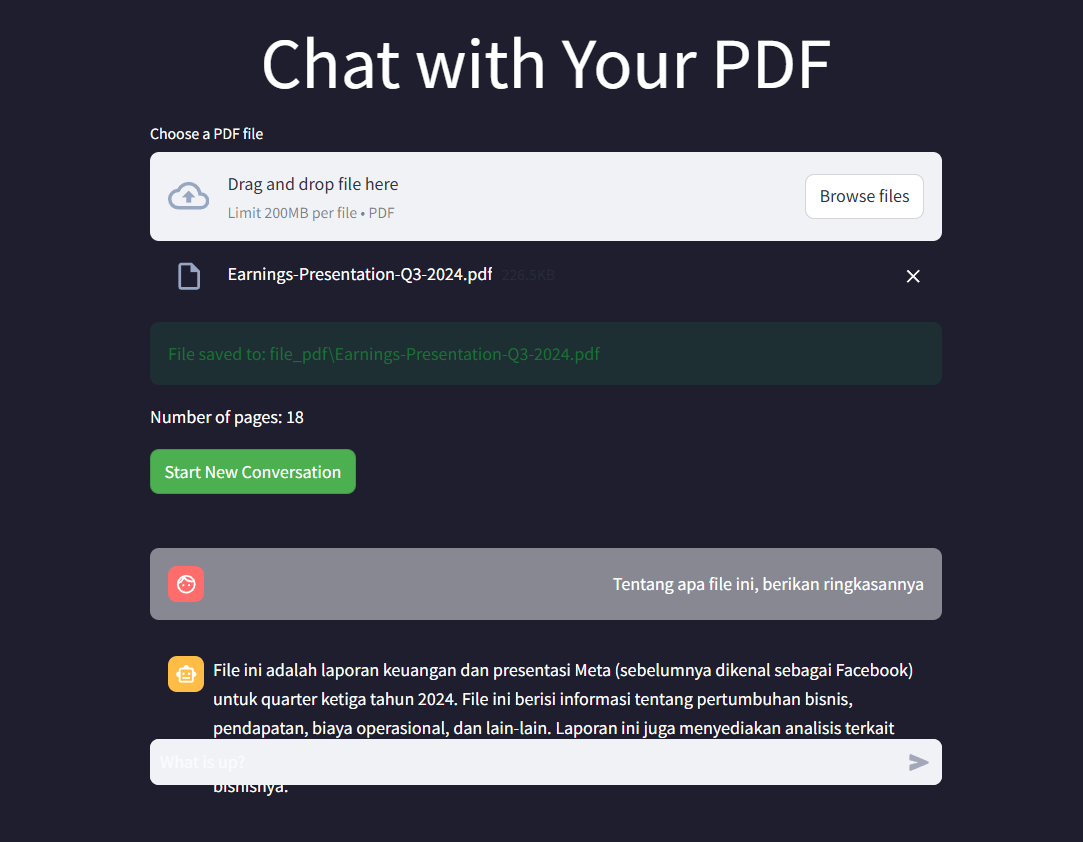 Chat with Your PDF
Choose a PDF file
Drag and drop file here
Limit 200MB per file • PDF
Browse files
Earnings-Presentation-Q3-2024.pdf 226.5KB
File saved to: file_pdf\Earnings-Presentation-Q3-2024.pdf
Number of pages: 18
Start New Conversation
Tentang apa file ini, berikan ringkasannya
File ini adalah laporan keuangan dan presentasi Meta (sebelumnya dikenal sebagai Facebook)
untuk quarter ketiga tahun 2024. File ini berisi informasi tentang pertumbuhan bisnis,
pendapatan, biaya operasional, dan lain-lain. Laporan ini juga menyediakan analisis terkait
What is up?
bisnisnya.